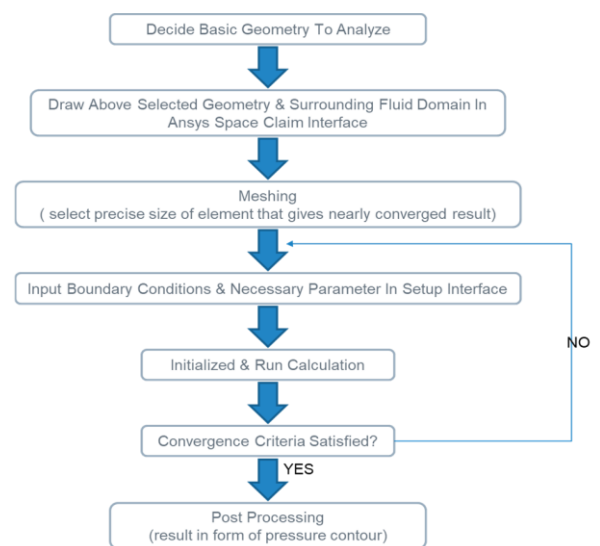 Decide Basic Geometry To Analyze
Draw Above Selected Geometry & Surrounding Fluid Domain In
Ansys Space Claim Interface
Meshing
( select precise size of element that gives nearly converged result)
Input Boundary Conditions & Necessary Parameter In Setup Interface
NO
Initialized & Run Calculation
Convergence Criteria Satisfied?
YES
Post Processing
(result in form of pressure contour)